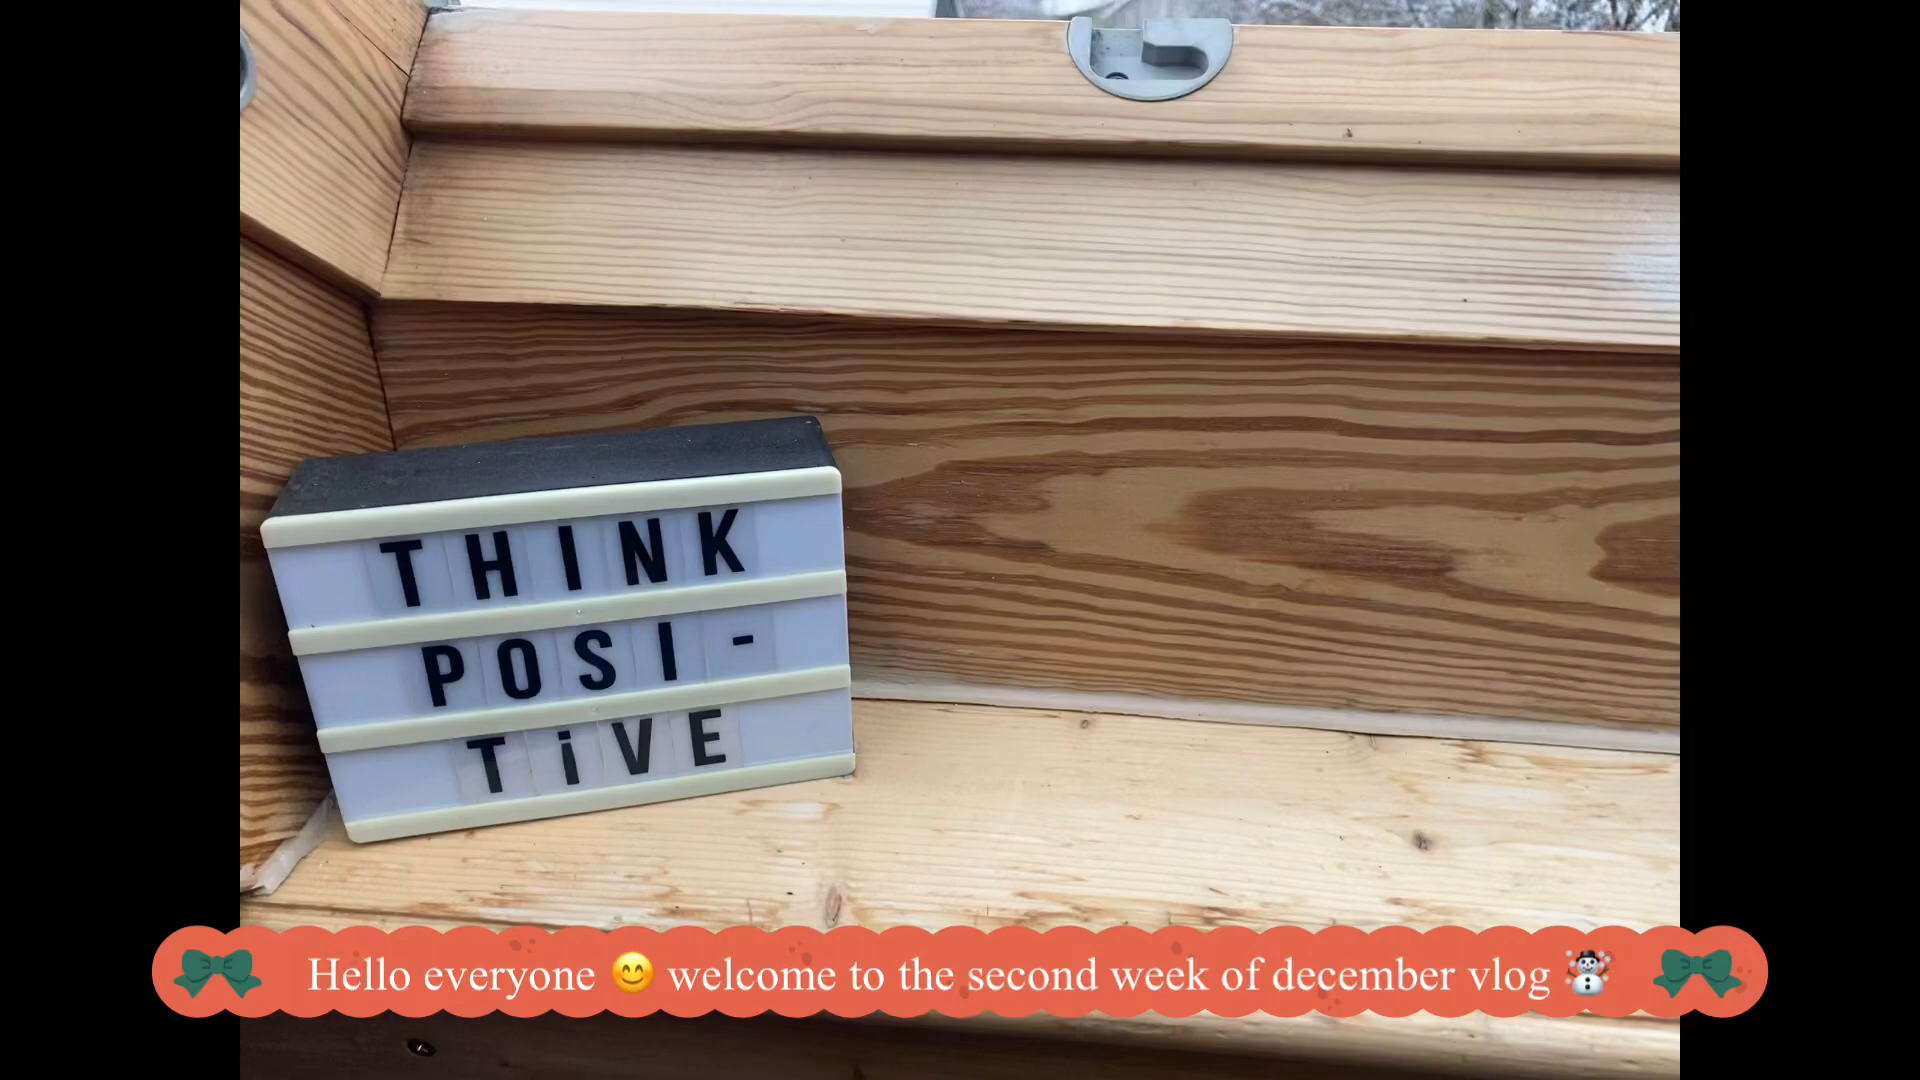 THINK
POSI-
TiVE
Hello everyone 😊 welcome to the second week of december vlog ☃️